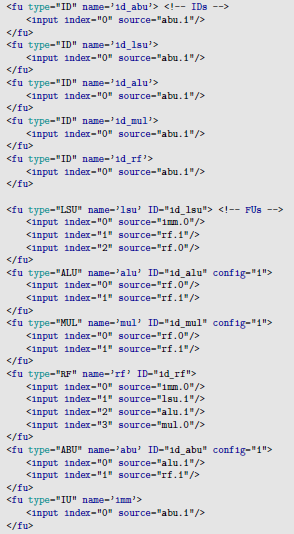 <fu type="ID" name='id_abu'> <!-- IDs -->
<input index="0" source="abu.1"/>
</fu>
<fu type="ID" name='id_lsu'>
<input index="0" source="abu.1"/>
</fu>
<fu type="ID" name='id_alu'>
<input index="0" source="abu.1"/>
</fu>
<fu type="ID" name='id_mul'>
<input index="0" source="abu.1"/>
</fu>
<fu type="ID" name='id_rf'>
<input index="0" source="abu.1"/>
</fu>
<fu type="LSU" name='lsu' ID="id_lsu"> <!-- FUs -->
<input index="0" source="imm.0"/>
<input index="1" source="rf.1"/>
<input index="2" source="rf.0"/>
</fu>
<fu type="ALU" name='alu' ID="id_alu" config="1">
<input index="0" source="rf.0"/>
<input index="1" source="rf.1"/>
</fu>
<fu type="MUL" name='mul' ID="id_mul" config="1">
<input index="0" source="rf.0"/>
<input index="1" source="rf.1"/>
</fu>
<fu type="RF" name='rf' ID="id_rf">
<input index="0" source="imm.0"/>
<input index="1" source="lsu.1"/>
<input index="2" source="alu.1"/>
<input index="3" source="mul.0"/>
</fu>
<fu type="ABU" name='abu' ID="id_abu" config="1">
<input index="0" source="alu.1"/>
<input index="1" source="rf.1"/>
</fu>
<fu type="IU" name='imm'>
<input index="0" source="abu.1"/>
</fu>